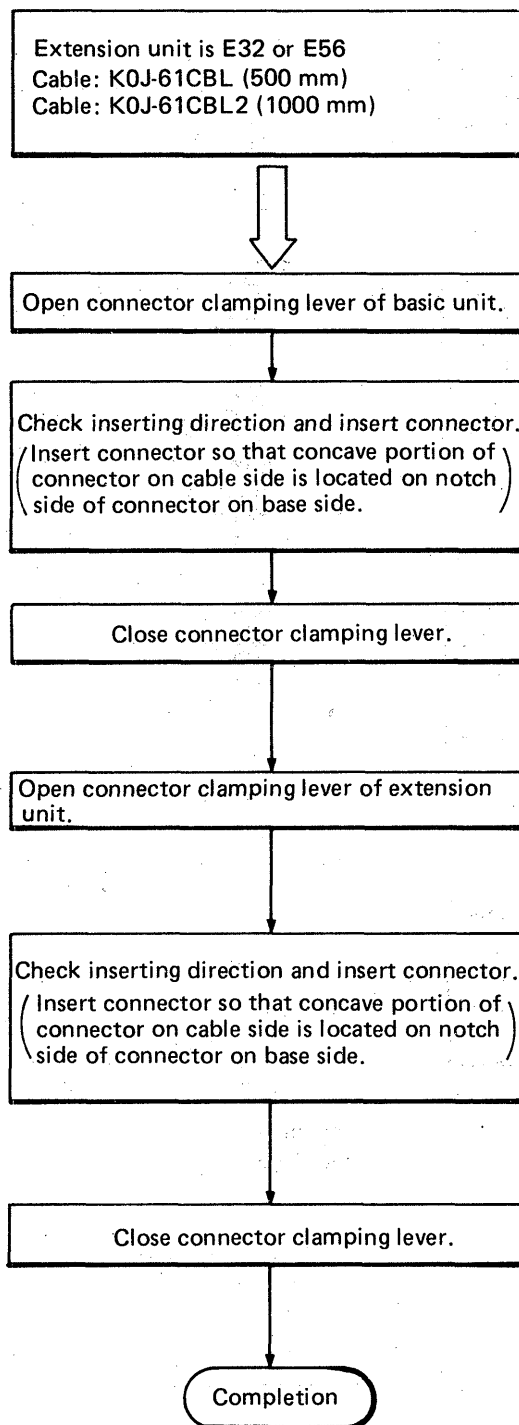 Extension unit is E32 or E56
Cable: K0J-61CBL (500 mm)
Cable: K0J-61CBL2 (1000 mm)
Open connector clamping lever of basic unit.
Check inserting direction and insert connector.
(Insert connector so that concave portion of
connector on cable side is located on notch
side of connector on base side.)
Close connector clamping lever.
Open connector clamping lever of extension
unit.
Check inserting direction and insert connector.
(Insert connector so that concave portion of
connector on cable side is located on notch
side of connector on base side.)
Close connector clamping lever.
Completion